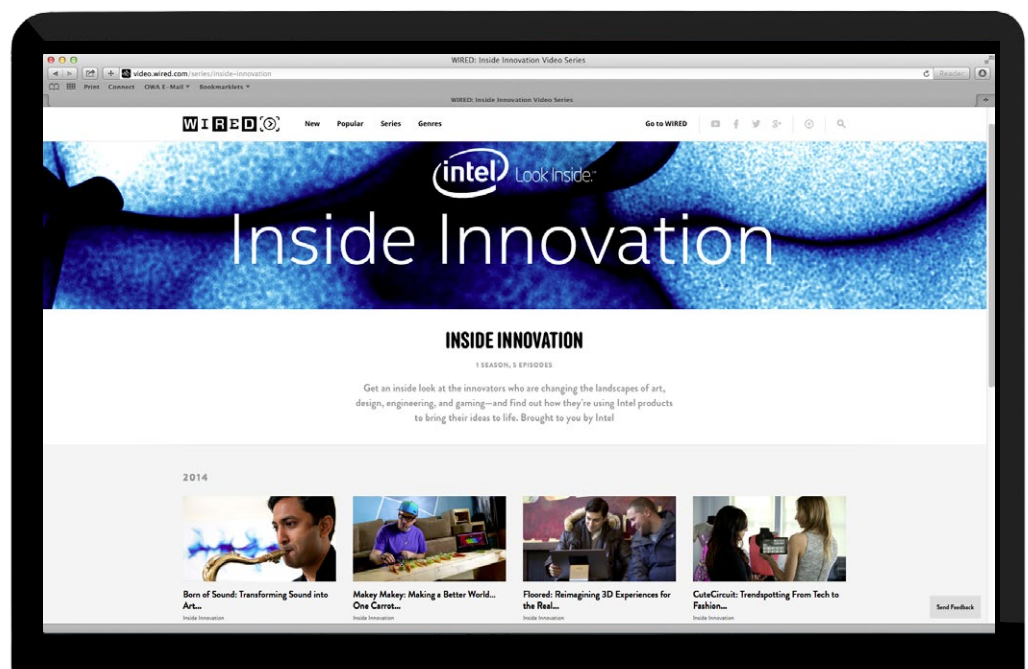 WIRED: Inside Innovation Video Series
video.wired.com/series/inside-innovation
Reader
Print Connect OWA E-Mail Bookmarklets
WIRED: Inside Innovation Video Series
WIRED New Popular Series Genres Go to WIRED
intel Look Inside.™
Inside Innovation
INSIDE INNOVATION
1 SEASON, 5 EPISODES
Get an inside look at the innovators who are changing the landscapes of art,
design, engineering, and gaming—and find out how they're using Intel products
to bring their ideas to life. Brought to you by Intel
2014
Born of Sound: Transforming Sound into
Art...
Inside Innovation
Makey Makey: Making a Better World...
One Carrot...
Inside Innovation
Floored: Reimagining 3D Experiences for
the Real...
Inside Innovation
CuteCircuit: Trendspotting From Tech to
Fashion...
Inside Innovation
Send Feedback